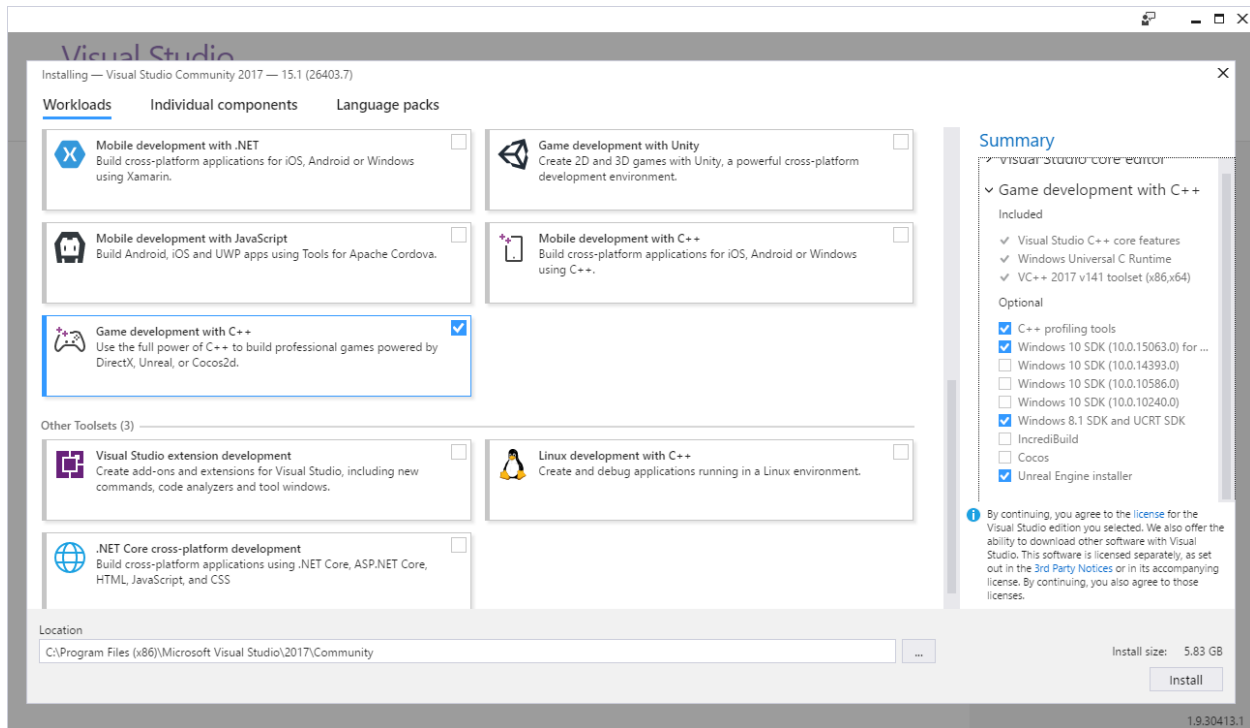 Visual Studio
Installing — Visual Studio Community 2017 — 15.1 (26403.7)
Workloads
Individual components
Language packs
Mobile development with .NET
Build cross-platform applications for iOS, Android or Windows
using Xamarin.
Game development with Unity
Create 2D and 3D games with Unity, a powerful cross-platform
development environment.
Mobile development with JavaScript
Build Android, iOS and UWP apps using Tools for Apache Cordova.
Mobile development with C++
Build cross-platform applications for iOS, Android or Windows
using C++.
Game development with C++
Use the full power of C++ to build professional games powered by
DirectX, Unreal, or Cocos2d.
Other Toolsets (3)
Visual Studio extension development
Create add-ons and extensions for Visual Studio, including new
commands, code analyzers and tool windows.
Linux development with C++
Create and debug applications running in a Linux environment.
.NET Core cross-platform development
Build cross-platform applications using .NET Core, ASP.NET Core,
HTML, JavaScript, and CSS
Summary
Visual Studio core editor
Game development with C++
Included
Visual Studio C++ core features
Windows Universal C Runtime
VC++ 2017 v141 toolset (x86,x64)
Optional
C++ profiling tools
Windows 10 SDK (10.0.15063.0) for ...
Windows 10 SDK (10.0.14393.0)
Windows 10 SDK (10.0.10586.0)
Windows 10 SDK (10.0.10240.0)
Windows 8.1 SDK and UCRT SDK
IncrediBuild
Cocos
Unreal Engine installer
By continuing, you agree to the license for the
Visual Studio edition you selected. We also offer the
ability to download other software with Visual
Studio. This software is licensed separately, as set
out in the 3rd Party Notices or in its accompanying
license. By continuing, you also agree to those
licenses.
Location
C:\Program Files (x86)\Microsoft Visual Studio\2017\Community
...
Install size: 5.83 GB
Install
1.9.30413.1